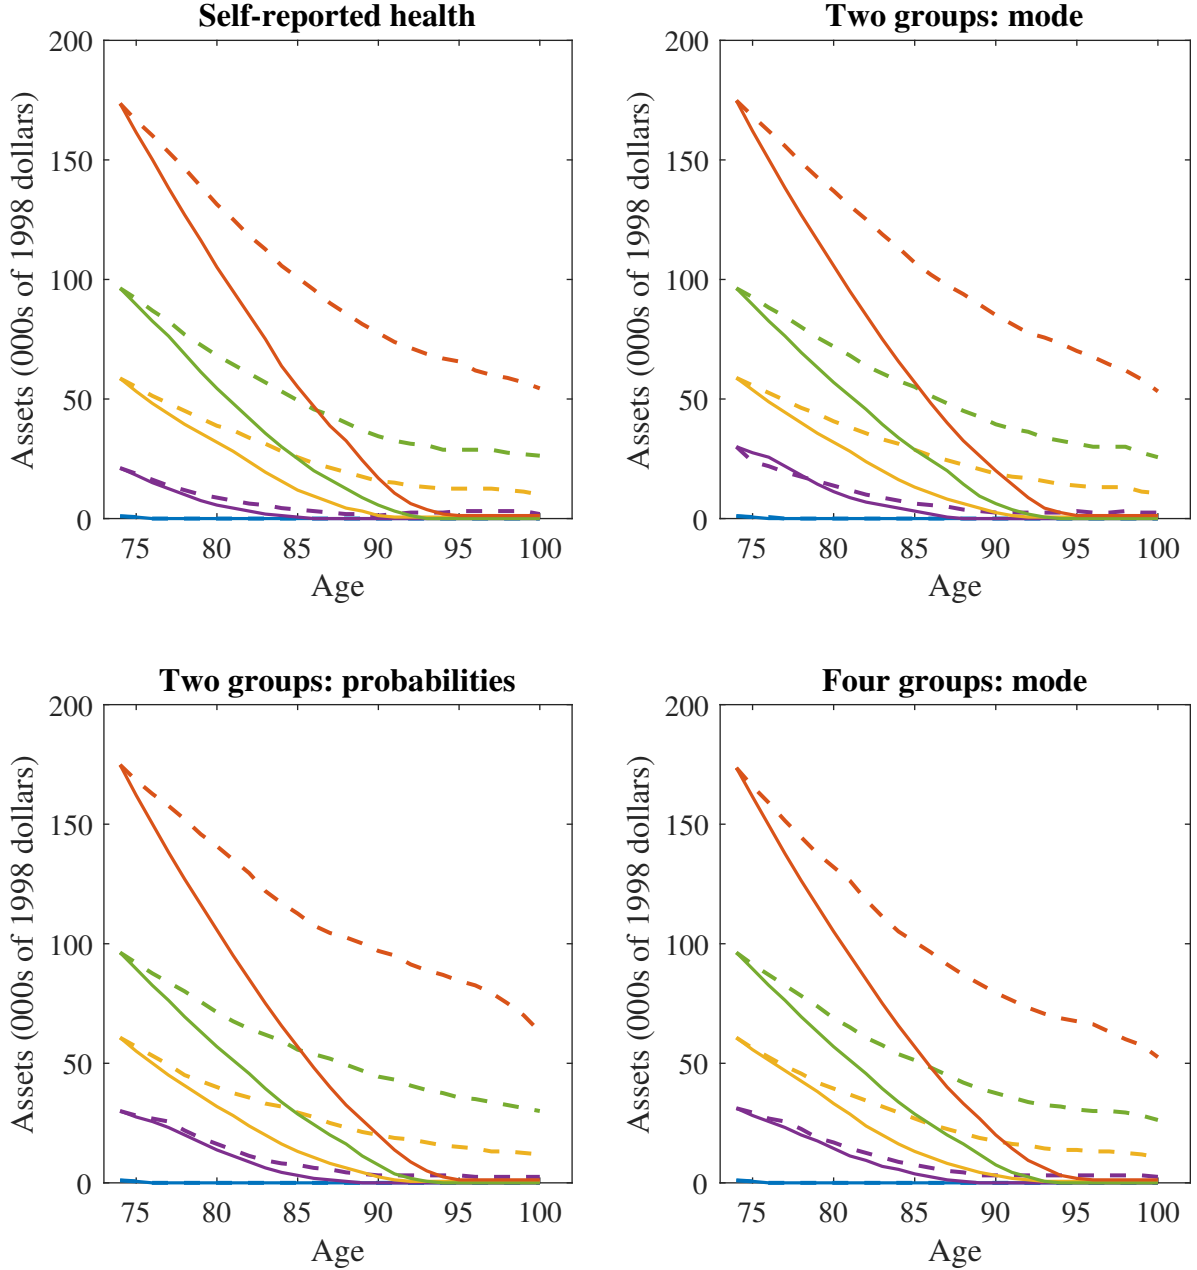 Self-reported health
Assets (000s of 1998 dollars)
200
150
100
50
0
75 80 85 90 95 100
Age
Two groups: mode
Assets (000s of 1998 dollars)
200
150
100
50
0
75 80 85 90 95 100
Age
Two groups: probabilities
Assets (000s of 1998 dollars)
200
150
100
50
0
75 80 85 90 95 100
Age
Four groups: mode
Assets (000s of 1998 dollars)
200
150
100
50
0
75 80 85 90 95 100
Age